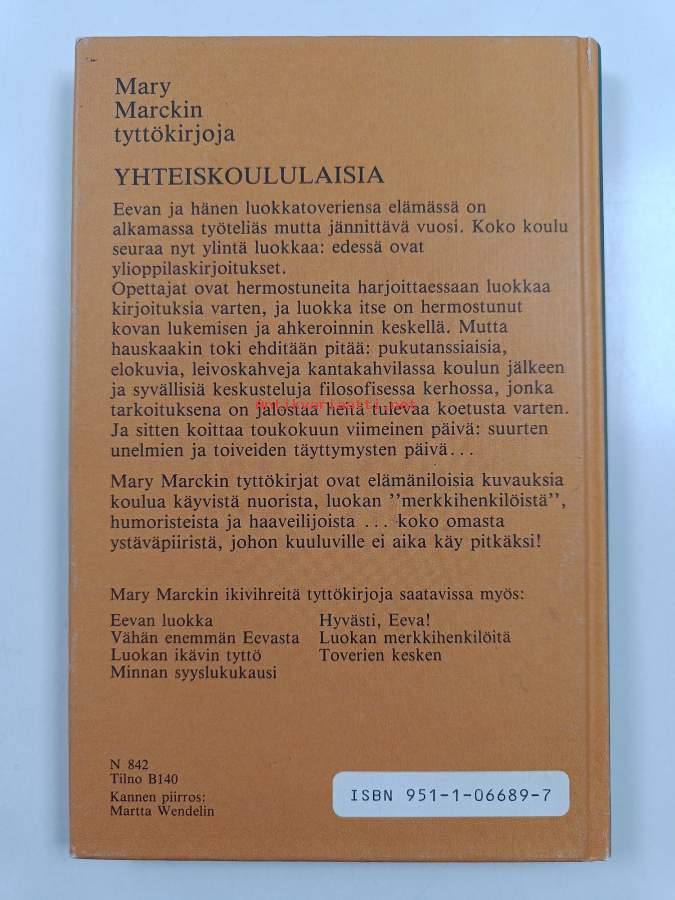 Mary
Marckin
tyttökirjoja
YHTEISKOULULAISIA
Eevan ja hänen luokkatoveriensa elämässä on
alkamassa työteliäs mutta jännittävä vuosi. Koko koulu
seuraa nyt ylintä luokkaa: edessä ovat
ylioppilaskirjoitukset.
Opettajat ovat hermostuneita harjoittaessaan luokkaa
kirjoituksia varten, ja luokka itse on hermostunut
kovan lukemisen ja ahkeroinnin keskellä. Mutta
hauskaakin toki ehditään pitää: pukutanssiaisia,
elokuvia, leivoskahveja kantakahvilassa koulun jälkeen
ja syvällisiä keskusteluja filosofisessa kerhossa, jonka
Antikvariaatti.net
tarkoituksena on jalostaa heitä tulevaa koetusta varten.
Ja sitten koittaa toukokuun viimeinen päivä: suurten
unelmien ja toiveiden täyttymysten päivä...
Mary Marckin tyttökirjat ovat elämäniloisia kuvauksia
koulua käyvistä nuorista, luokan ''merkkihenkilöistä'',
humoristeista ja haaveilijoista ... koko omasta
ystäväpiiristä, johon kuuluville ei aika käy pitkäksi!
Mary Marckin ikivihreitä tyttökirjoja saatavissa myös:
Eevan luokka
Vähän enemmän Eevasta
Luokan ikävin tyttö
Minnan syyslukukausi
Hyvästi, Eeva!
Luokan merkkihenkilöitä
Toverien kesken
N 842
Tilno B140
Kannen piirros:
Martta Wendelin
ISBN 951-1-06689-7